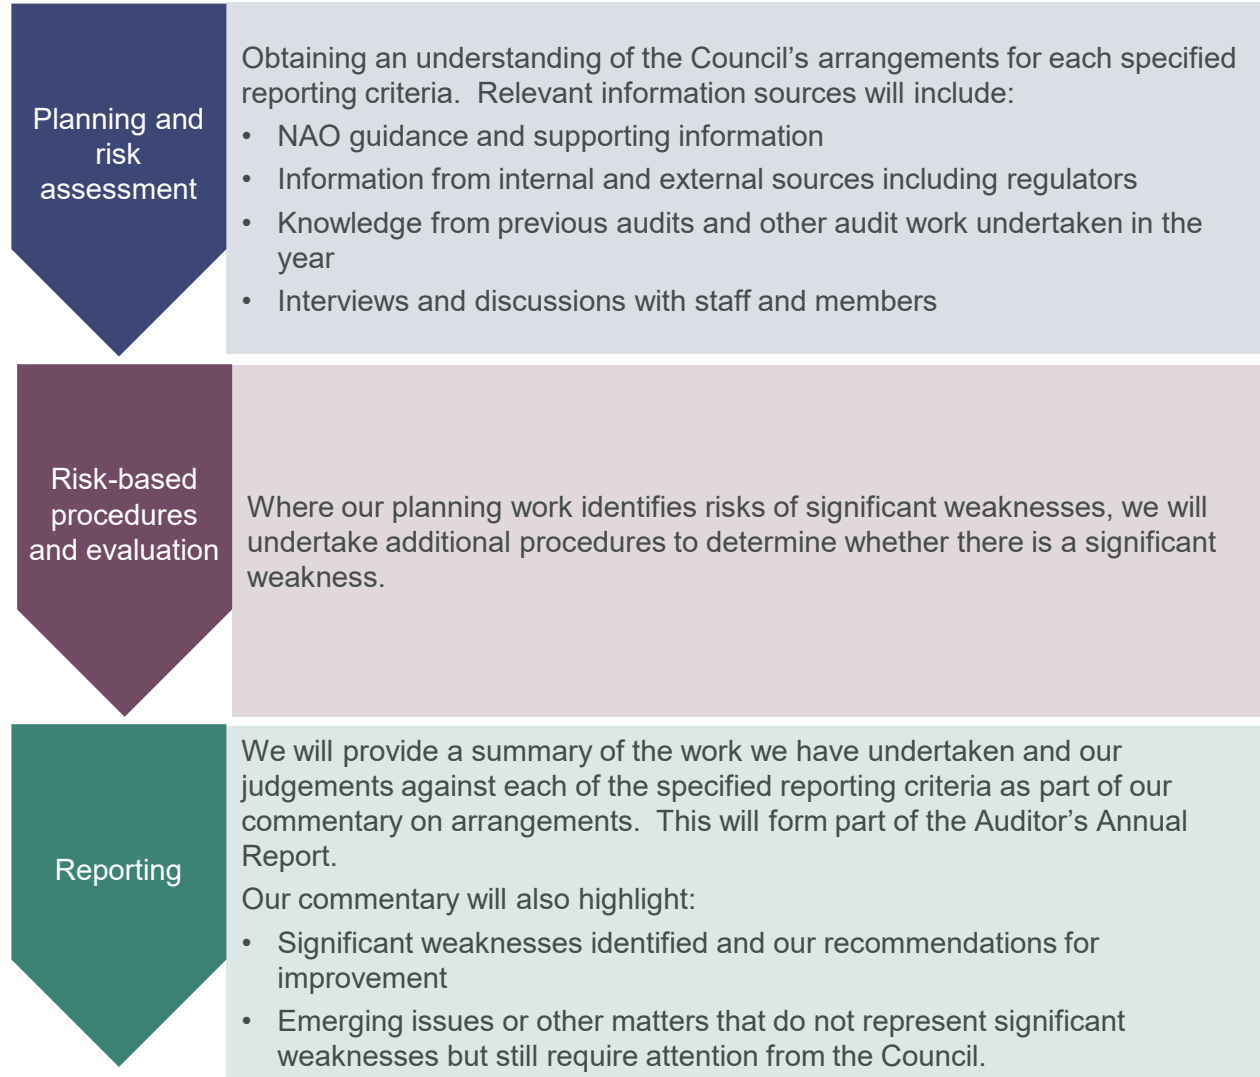 Planning and
risk
assessment
Obtaining an understanding of the Council’s arrangements for each specified
reporting criteria.  Relevant information sources will include:
• NAO guidance and supporting information
• Information from internal and external sources including regulators
• Knowledge from previous audits and other audit work undertaken in the
year
• Interviews and discussions with staff and members
Risk-based
procedures
and evaluation
Where our planning work identifies risks of significant weaknesses, we will
undertake additional procedures to determine whether there is a significant
weakness.
Reporting
We will provide a summary of the work we have undertaken and our
judgements against each of the specified reporting criteria as part of our
commentary on arrangements.  This will form part of the Auditor’s Annual
Report.
Our commentary will also highlight:
• Significant weaknesses identified and our recommendations for
improvement
• Emerging issues or other matters that do not represent significant
weaknesses but still require attention from the Council.